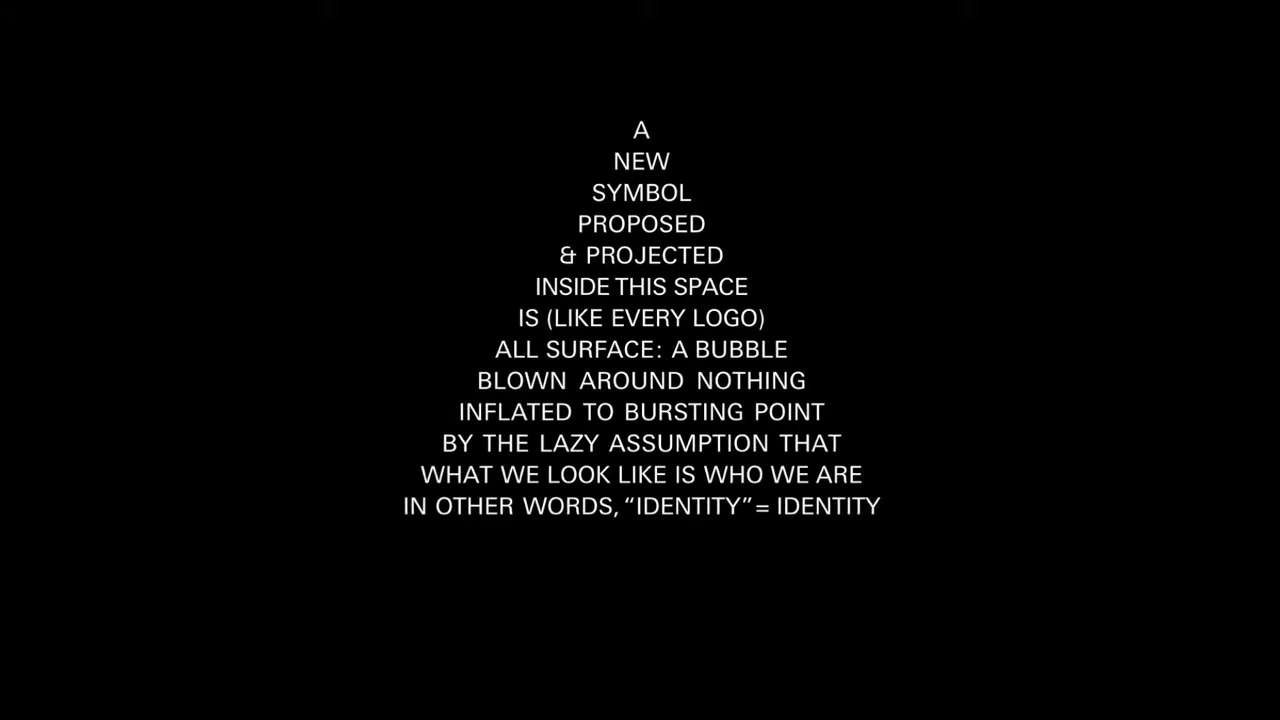 A
NEW
SYMBOL
PROPOSED
& PROJECTED
INSIDE THIS SPACE
IS (LIKE EVERY LOGO)
ALL SURFACE: A BUBBLE
BLOWN AROUND NOTHING
INFLATED TO BURSTING POINT
BY THE LAZY ASSUMPTION THAT
WHAT WE LOOK LIKE IS WHO WE ARE
IN OTHER WORDS, “IDENTITY” = IDENTITY